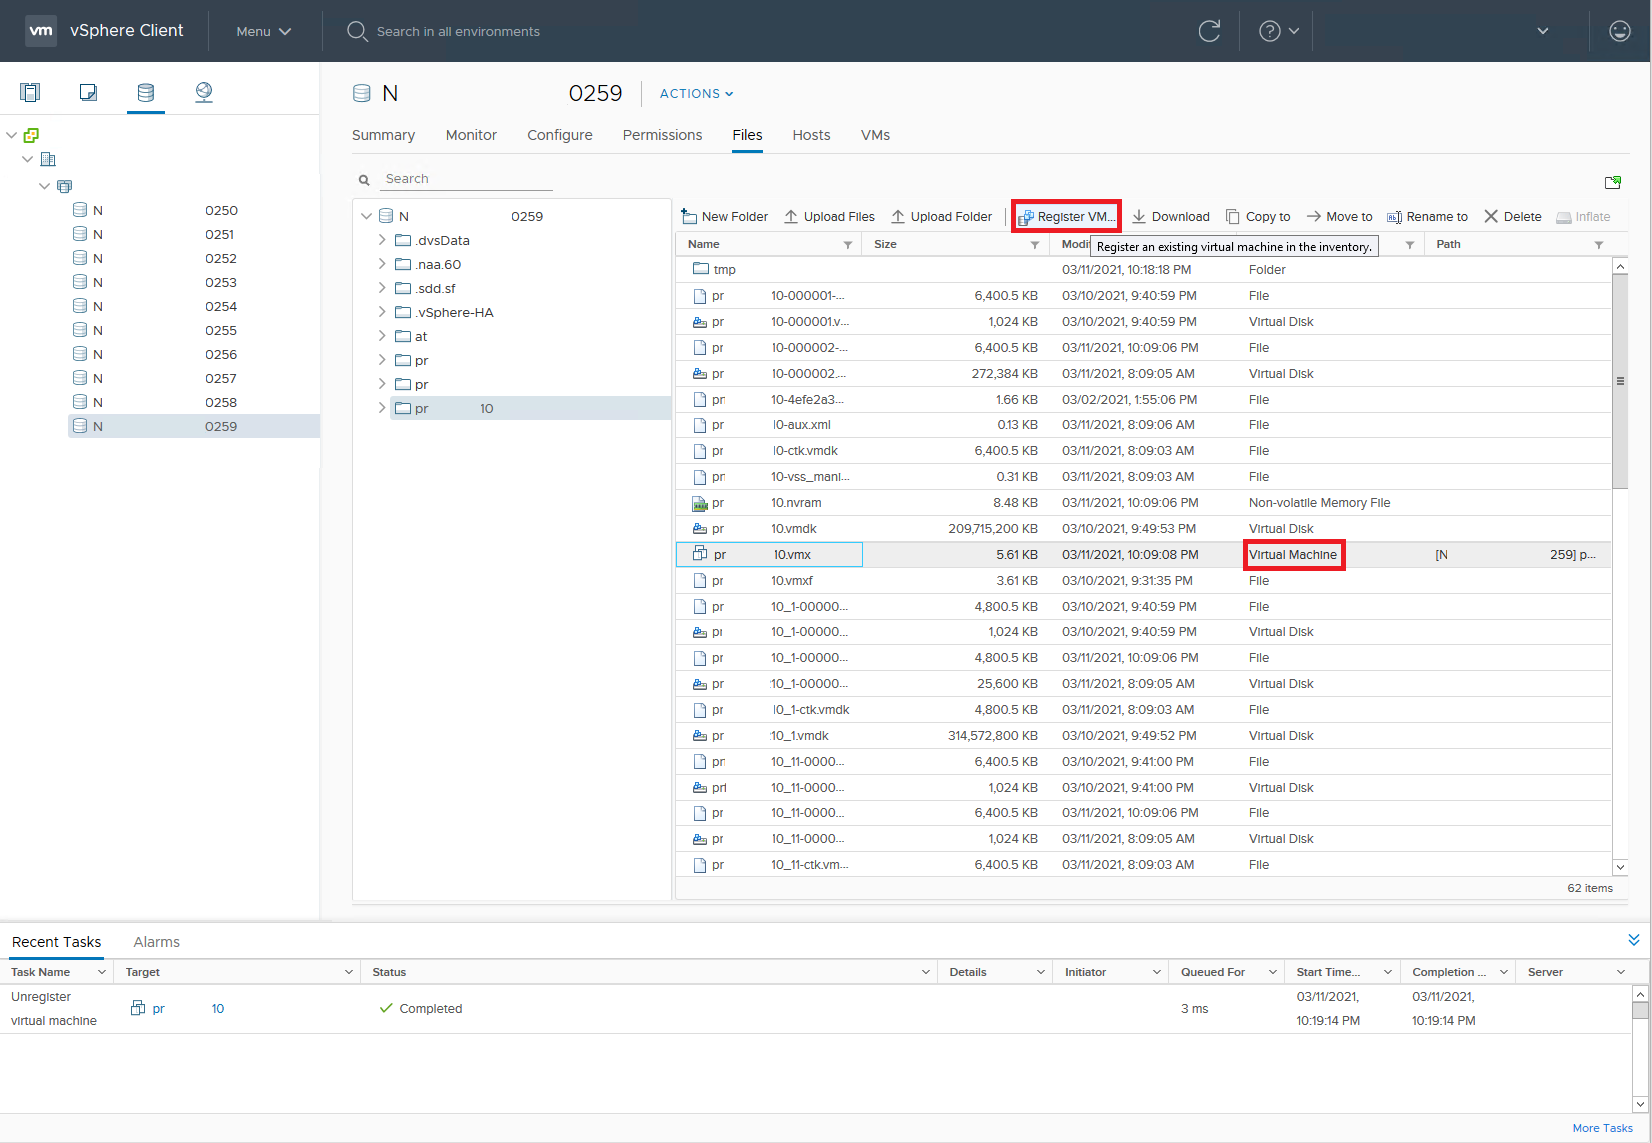 vm vSphere Client Menu Search in all environments
N 0259 ACTIONS
Summary Monitor Configure Permissions Files Hosts VMs
Search
N 0250
N 0251
N 0252
N 0253
N 0254
N 0255
N 0256
N 0257
N 0258
N 0259
N 0259
.dvsData
.naa.60
.sdd.sf
.vSphere-HA
at
pr
pr
pr 10
New Folder Upload Files Upload Folder Register VM... Download Copy to Move to Rename to Delete Inflate
Name Size Modif Path
Register an existing virtual machine in the inventory.
tmp 03/11/2021, 10:18:18 PM Folder
pr 10-000001-... 6,400.5 KB 03/10/2021, 9:40:59 PM File
pr 10-000001.v... 1,024 KB 03/10/2021, 9:40:59 PM Virtual Disk
pr 10-000002-... 6,400.5 KB 03/11/2021, 10:09:06 PM File
pr 10-000002.... 272,384 KB 03/11/2021, 8:09:05 AM Virtual Disk
pr 10-4efe2a3... 1.66 KB 03/02/2021, 1:55:06 PM File
pr 10-aux.xml 0.13 KB 03/11/2021, 8:09:06 AM File
pr 10-ctk.vmdk 6,400.5 KB 03/11/2021, 8:09:03 AM File
pr 10-vss_mani... 0.31 KB 03/11/2021, 8:09:03 AM File
pr 10.nvram 8.48 KB 03/11/2021, 10:09:06 PM Non-volatile Memory File
pr 10.vmdk 209,715,200 KB 03/10/2021, 9:49:53 PM Virtual Disk
pr 10.vmx 5.61 KB 03/11/2021, 10:09:08 PM Virtual Machine [N 259] p...
pr 10.vmxf 3.61 KB 03/10/2021, 9:31:35 PM File
pr 10_1-00000... 4,800.5 KB 03/10/2021, 9:40:59 PM File
pr 10_1-00000... 1,024 KB 03/10/2021, 9:40:59 PM Virtual Disk
pr 10_1-00000... 4,800.5 KB 03/11/2021, 10:09:06 PM File
pr 10_1-00000... 25,600 KB 03/11/2021, 8:09:05 AM Virtual Disk
pr 10_1-ctk.vmdk 4,800.5 KB 03/11/2021, 8:09:03 AM File
pr 10_1.vmdk 314,572,800 KB 03/10/2021, 9:49:52 PM Virtual Disk
pr 10_11-0000... 6,400.5 KB 03/10/2021, 9:41:00 PM File
pr 10_11-0000... 1,024 KB 03/10/2021, 9:41:00 PM Virtual Disk
pr 10_11-0000... 6,400.5 KB 03/11/2021, 10:09:06 PM File
pr 10_11-0000... 1,024 KB 03/11/2021, 8:09:05 AM Virtual Disk
pr 10_11-ctk.vm... 6,400.5 KB 03/11/2021, 8:09:03 AM File
62 items
Recent Tasks Alarms
Task Name Target Status Details Initiator Queued For Start Time... Completion ... Server
Unregister virtual machine pr 10 Completed 3 ms 03/11/2021, 10:19:14 PM 03/11/2021, 10:19:14 PM
More Tasks